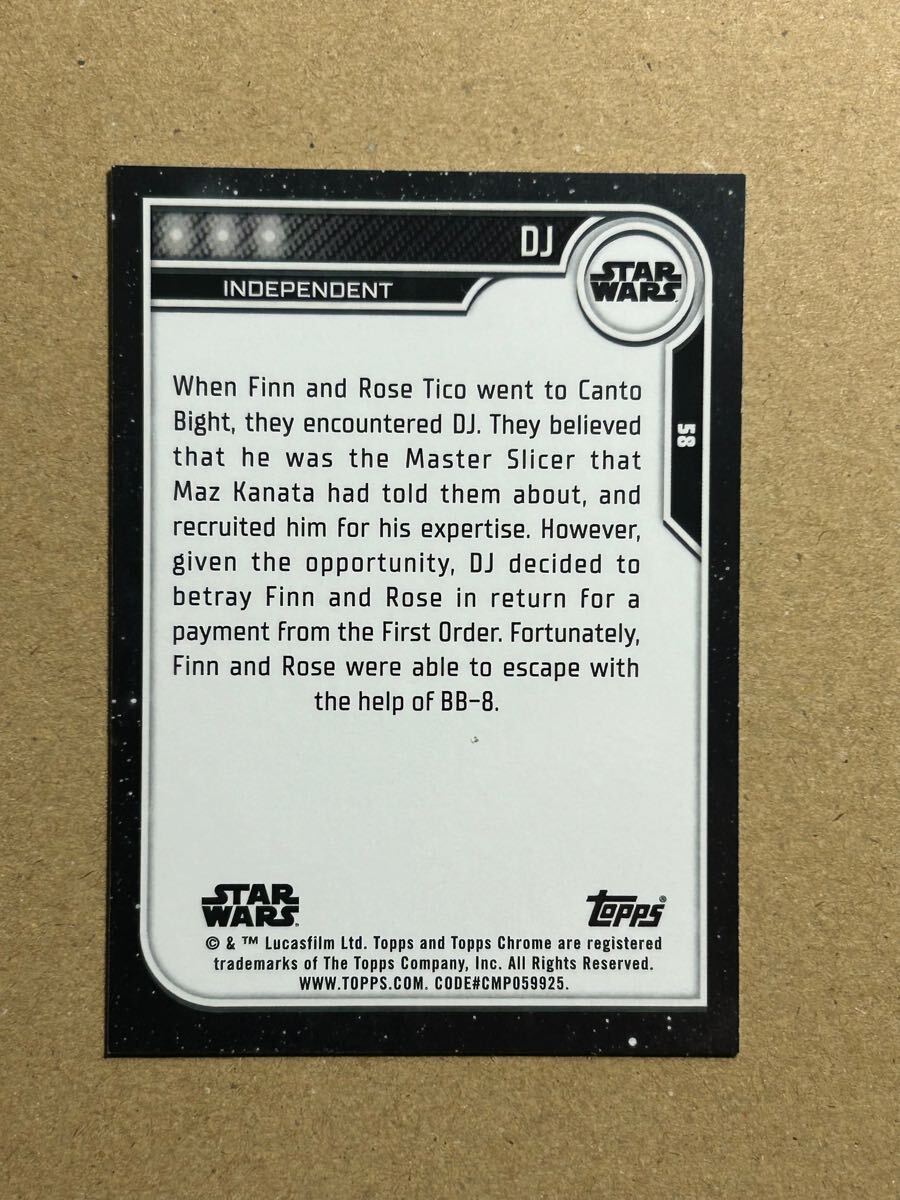 DJ
STAR
WARS
INDEPENDENT
58
When Finn and Rose Tico went to Canto
Bight, they encountered DJ. They believed
that he was the Master Slicer that
Maz Kanata had told them about, and
recruited him for his expertise. However,
given the opportunity, DJ decided to
betray Finn and Rose in return for a
payment from the First Order. Fortunately,
Finn and Rose were able to escape with
the help of BB-8.
STAR
WARS™
topps®
© & ™ Lucasfilm Ltd. Topps and Topps Chrome are registered
trademarks of The Topps Company, Inc. All Rights Reserved.
WWW.TOPPS.COM. CODE#CMP059925.